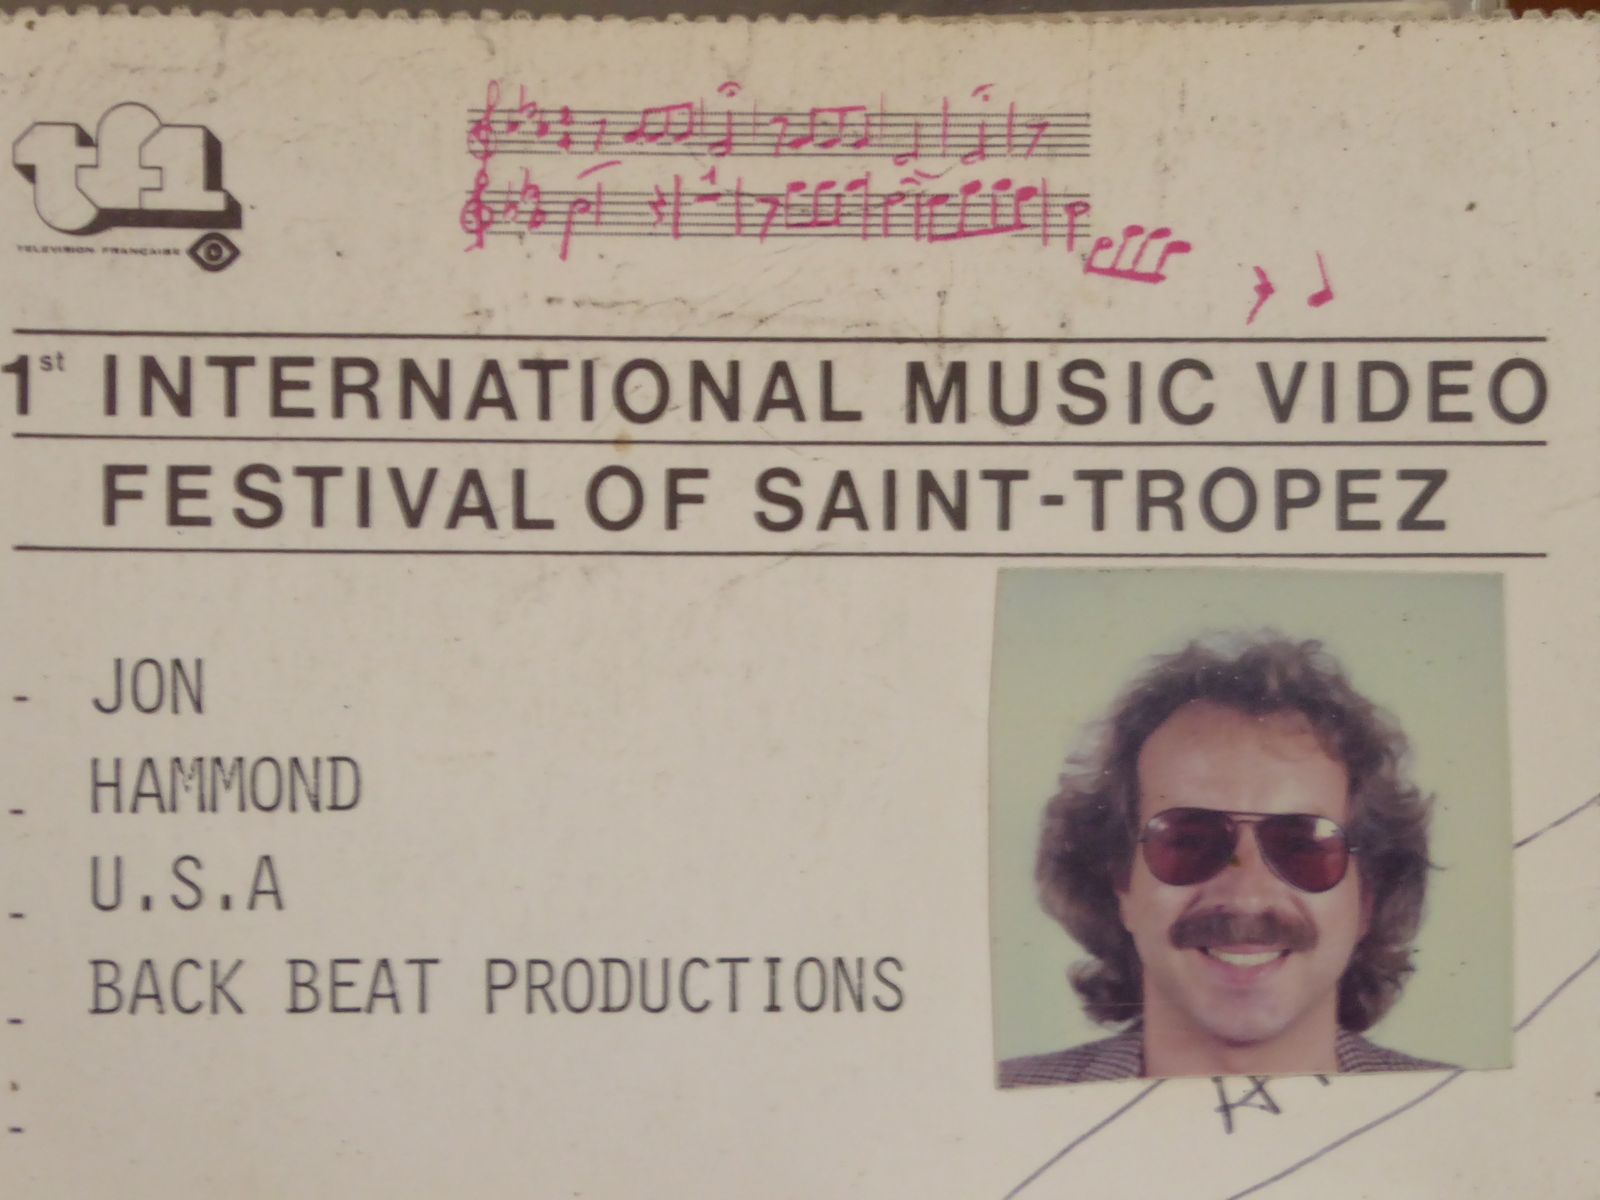 tf1
TELEVISION FRANÇAISE
1st INTERNATIONAL MUSIC VIDEO
FESTIVAL OF SAINT-TROPEZ
- JON
- HAMMOND
- U.S.A
- BACK BEAT PRODUCTIONS